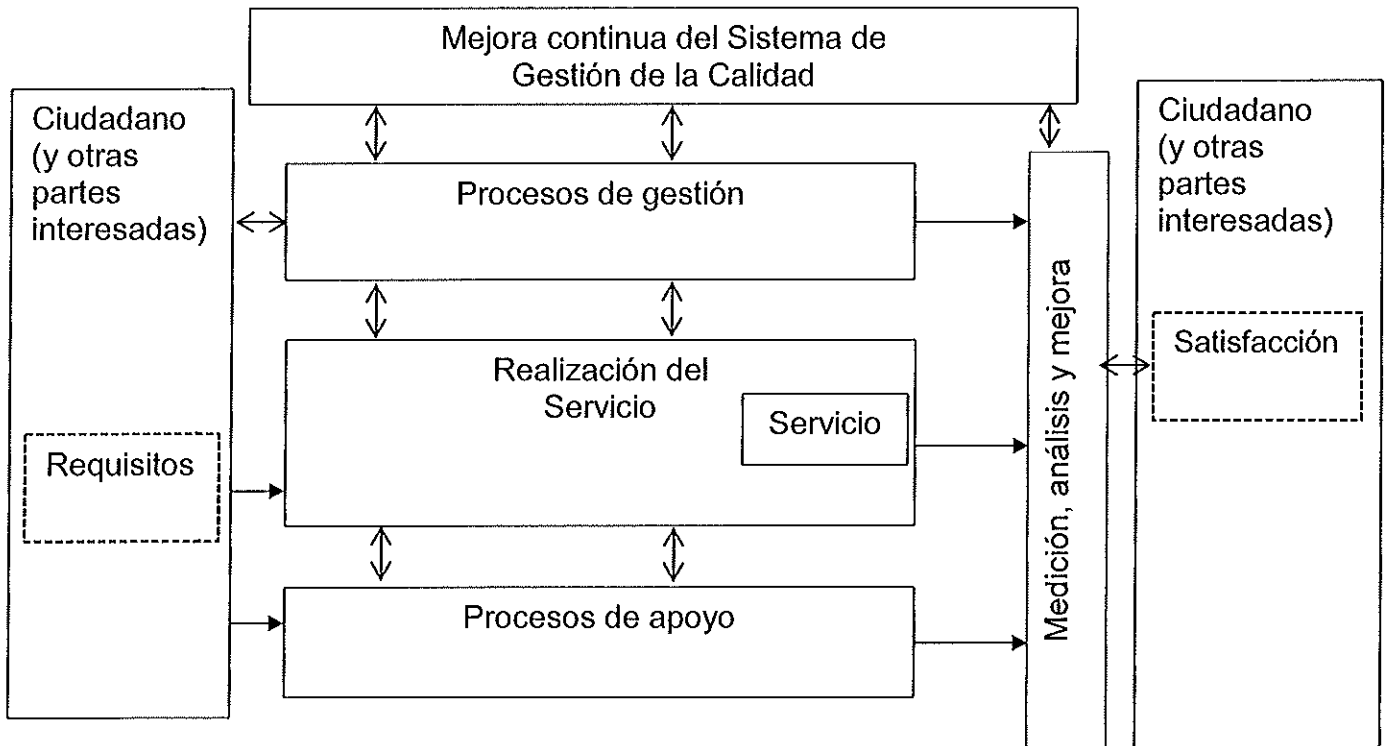 Mejora continua del Sistema de
Gestión de la Calidad
Ciudadano
(y otras
partes
interesadas)
Requisitos
Procesos de gestión
Realización del
Servicio
Servicio
Procesos de apoyo
Medición, análisis y mejora
Ciudadano
(y otras
partes
interesadas)
Satisfacción